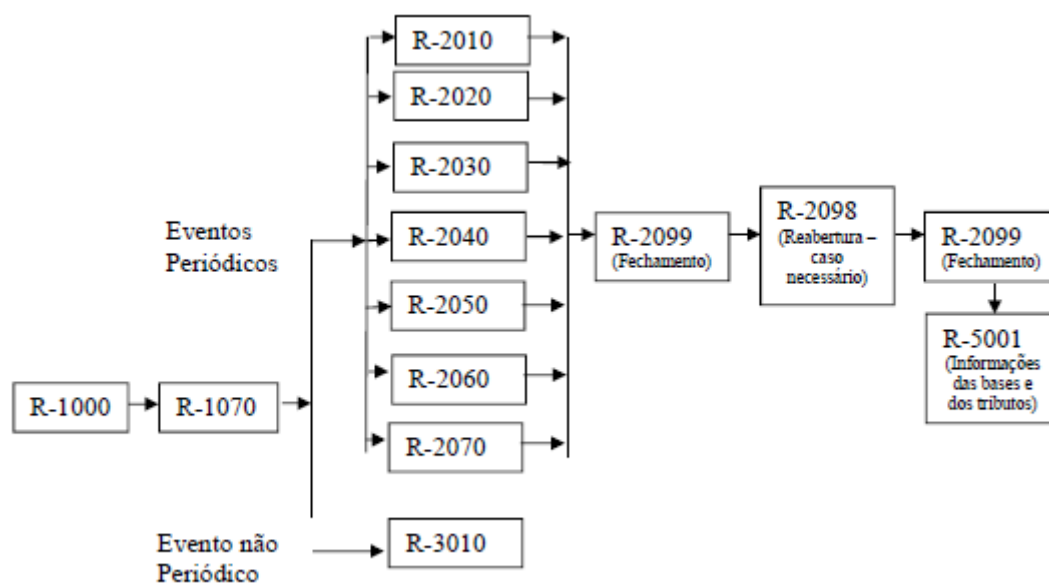 R-2010
R-2020
R-2030
R-2040
R-2050
R-2060
R-2070
Eventos
Periódicos
R-2099
(Fechamento)
R-2098
(Reabertura –
caso
necessário)
R-2099
(Fechamento)
R-5001
(Informações
das bases e
dos tributos)
R-1000
R-1070
Evento não
Periódico
R-3010